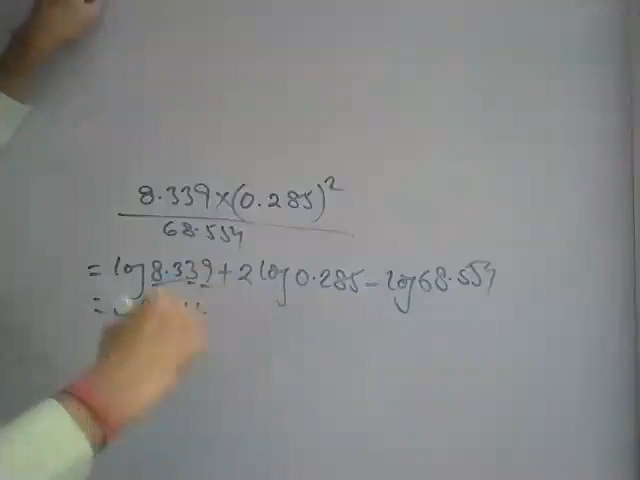 8.339×(0.285)²
68.554
= log 8.339 + 2 log 0.285 - log 68.554
=